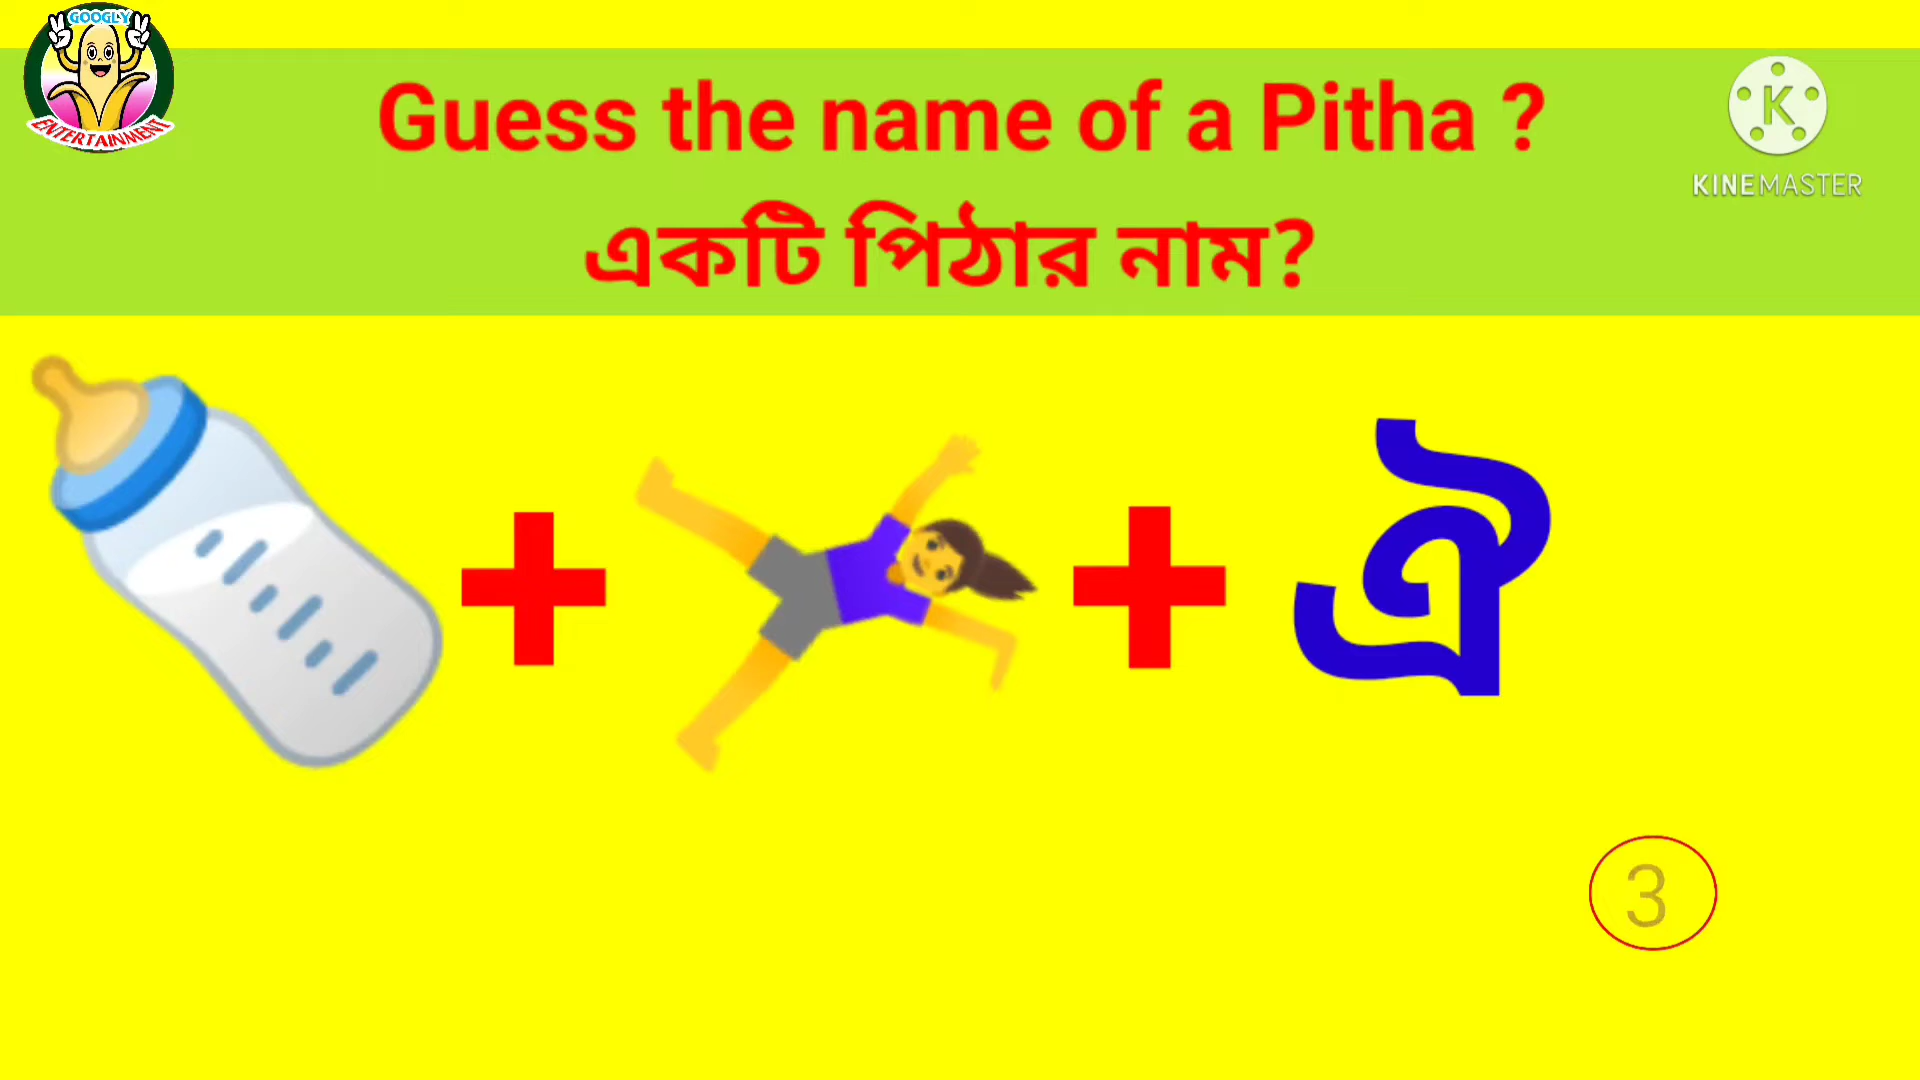 GOOGLY
ENTERTAINMENT
Guess the name of a Pitha ?
K
KINEMASTER
একটি পিঠার নাম?
ঐ
3